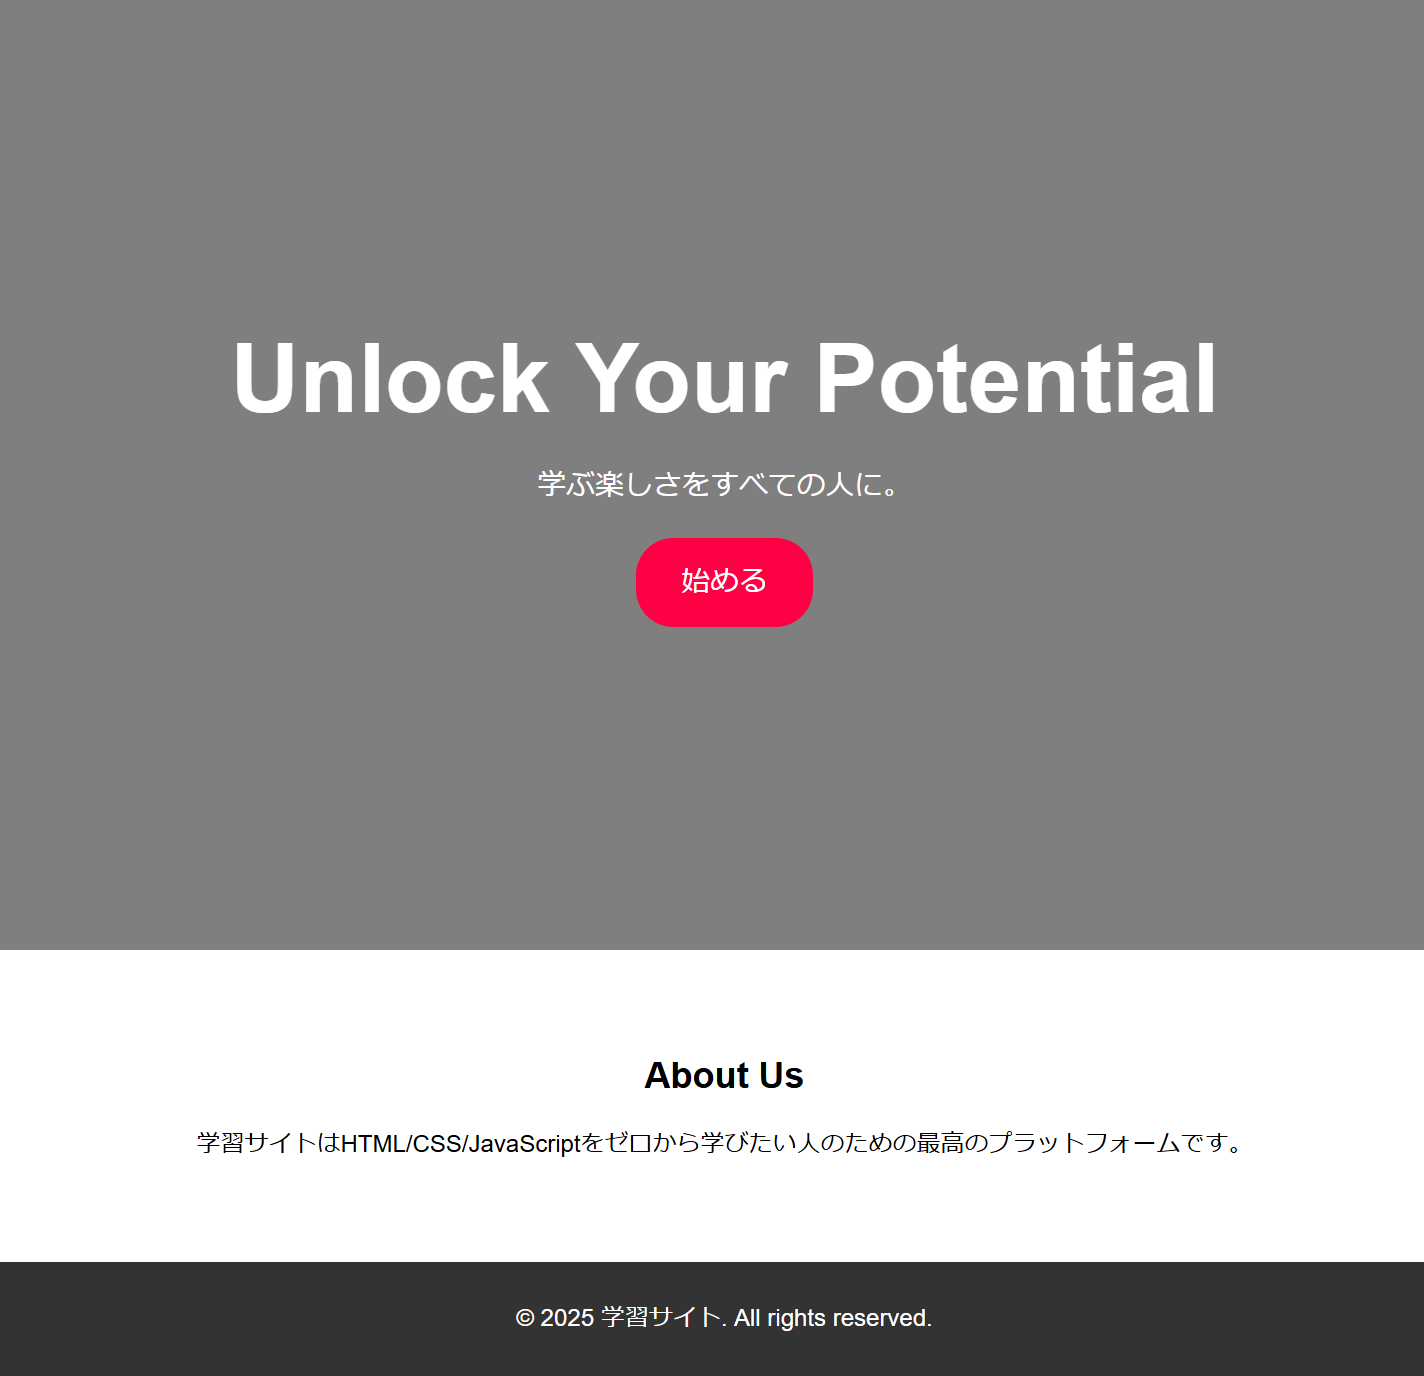 Unlock Your Potential
学ぶ楽しさをすべての人に。
始める
About Us
学習サイトはHTML/CSS/JavaScriptをゼロから学びたい人のための最高のプラットフォームです。
© 2025 学習サイト. All rights reserved.